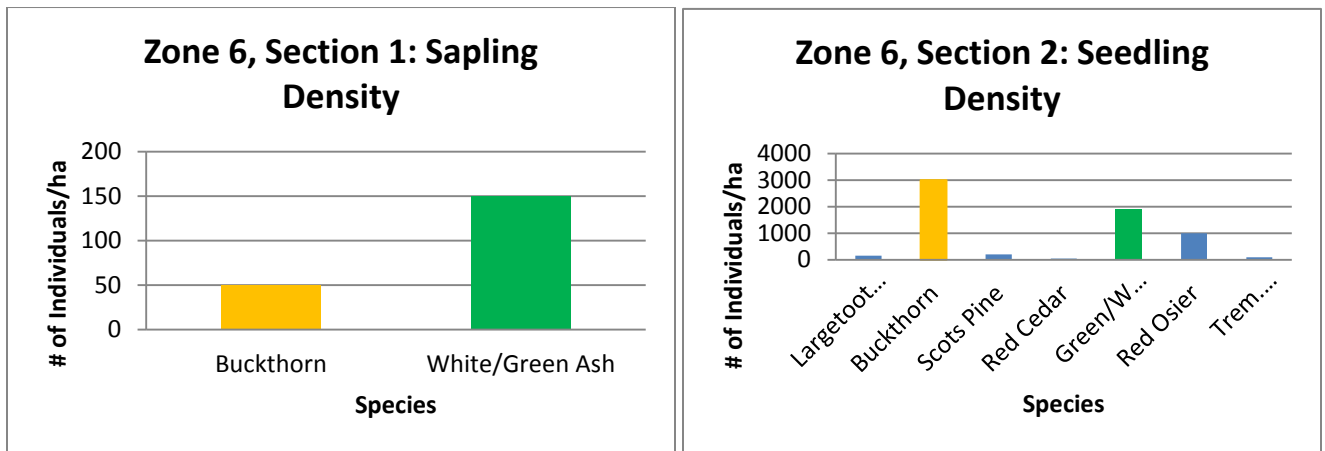 Zone 6, Section 1: Sapling
Density
# of Individuals/ha
200
150
100
50
0
Buckthorn
White/Green Ash
Species
Zone 6, Section 2: Seedling
Density
# of Individuals/ha
4000
3000
2000
1000
0
Largetoot...
Buckthorn
Scots Pine
Red Cedar
Green/W...
Red Osier
Trem....
Species